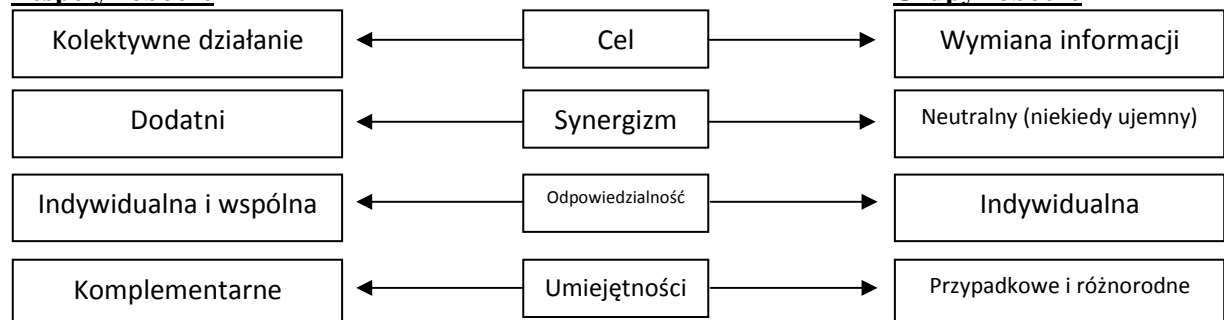 Kolektywne działanie Cel Wymiana informacji
Dodatni Synergizm Neutralny (niekiedy ujemny)
Indywidualna i wspólna Odpowiedzialność Indywidualna
Komplementarne Umiejętności Przypadkowe i różnorodne